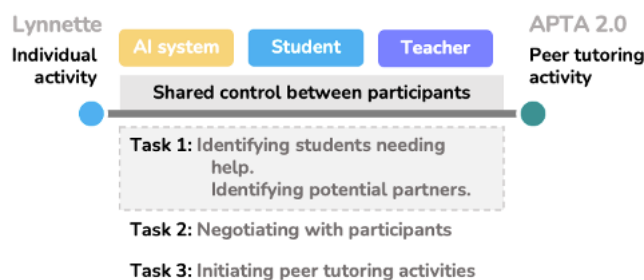 Lynnette
Individual
activity
AI system
Student
Teacher
APTA 2.0
Peer tutoring
activity
Shared control between participants
Task 1: Identifying students needing
help.
Identifying potential partners.
Task 2: Negotiating with participants
Task 3: Initiating peer tutoring activities